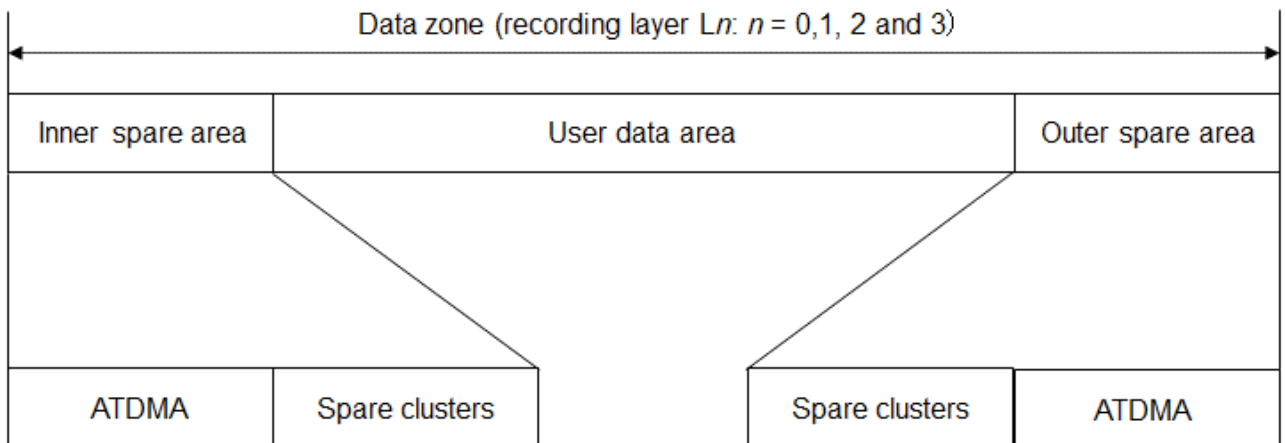 Data zone (recording layer Ln: n = 0,1, 2 and 3)
Inner spare area User data area Outer spare area
ATDMA Spare clusters Spare clusters ATDMA